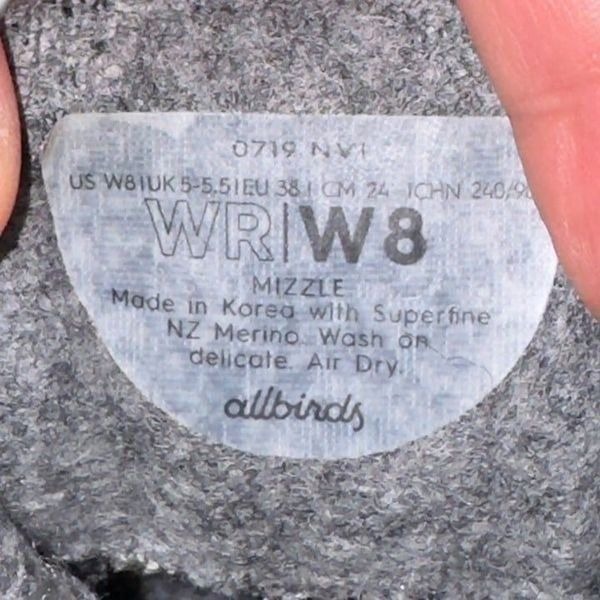 0719 NV1
US W8|UK 5-5.5|EU 38| CM 24 |CHN 240/
WR|W8
MIZZLE
Made in Korea with Superfine
NZ Merino. Wash on
delicate. Air Dry.
allbirds